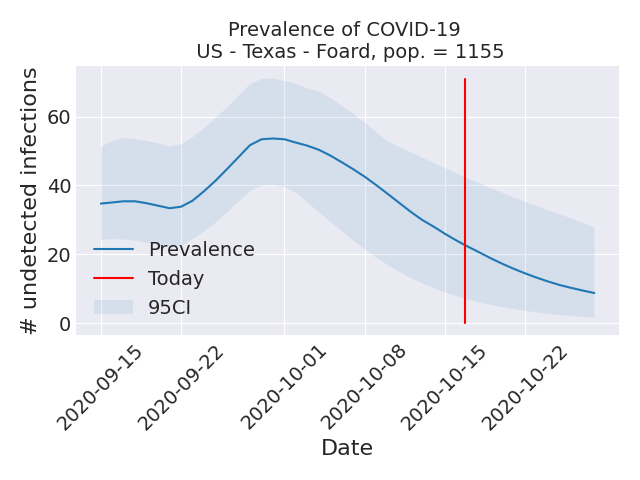 Prevalence of COVID-19
US - Texas - Foard, pop. = 1155
# undetected infections
60
40
20
0
Prevalence
Today
95CI
2020-09-15
2020-09-22
2020-10-01
2020-10-08
2020-10-15
2020-10-22
Date